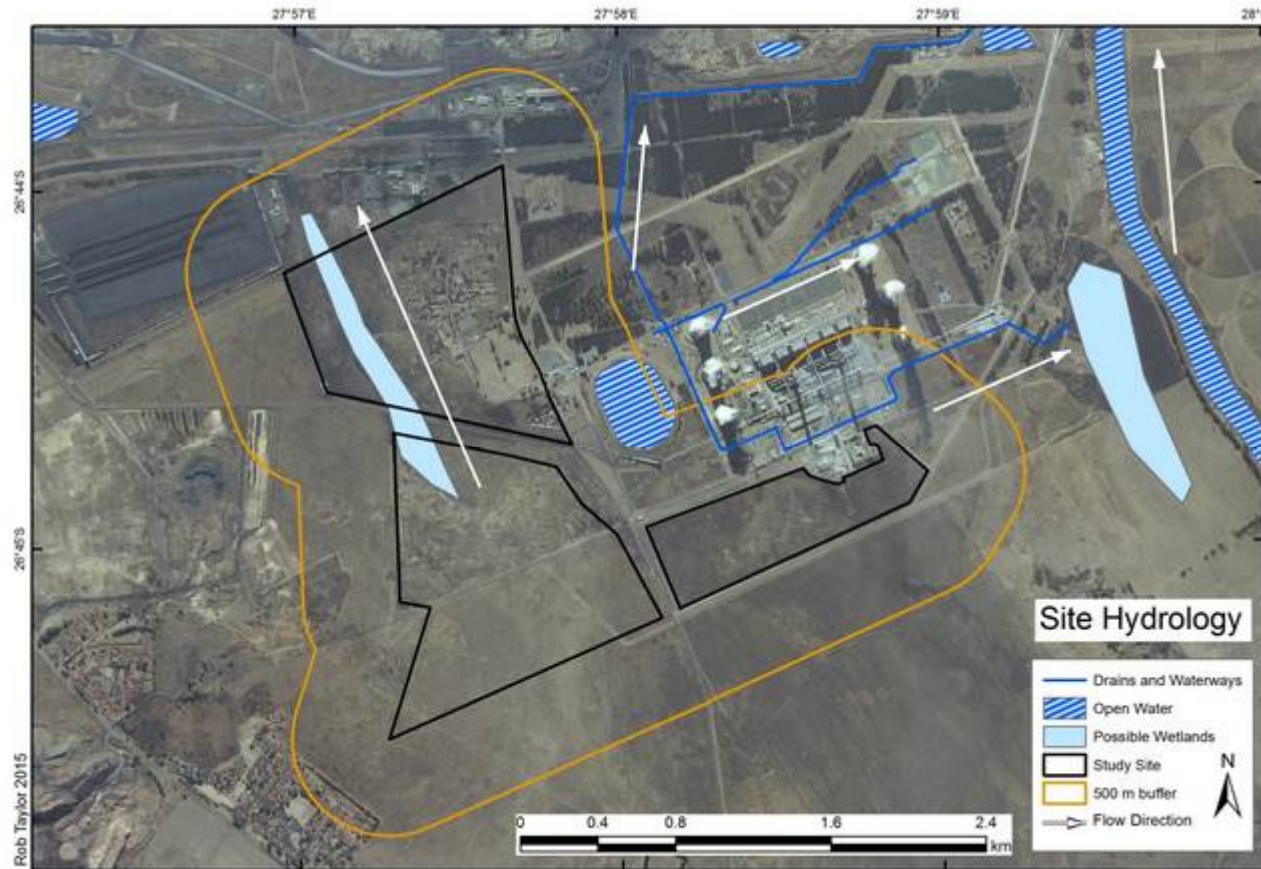 27°57'E
27°58'E
27°59'E
28°
26°44'S
26°45'S
Rob Taylor 2015
Site Hydrology
Drains and Waterways
Open Water
Possible Wetlands
Study Site
500 m buffer
Flow Direction
N
0 0.4 0.8 1.6 2.4
km